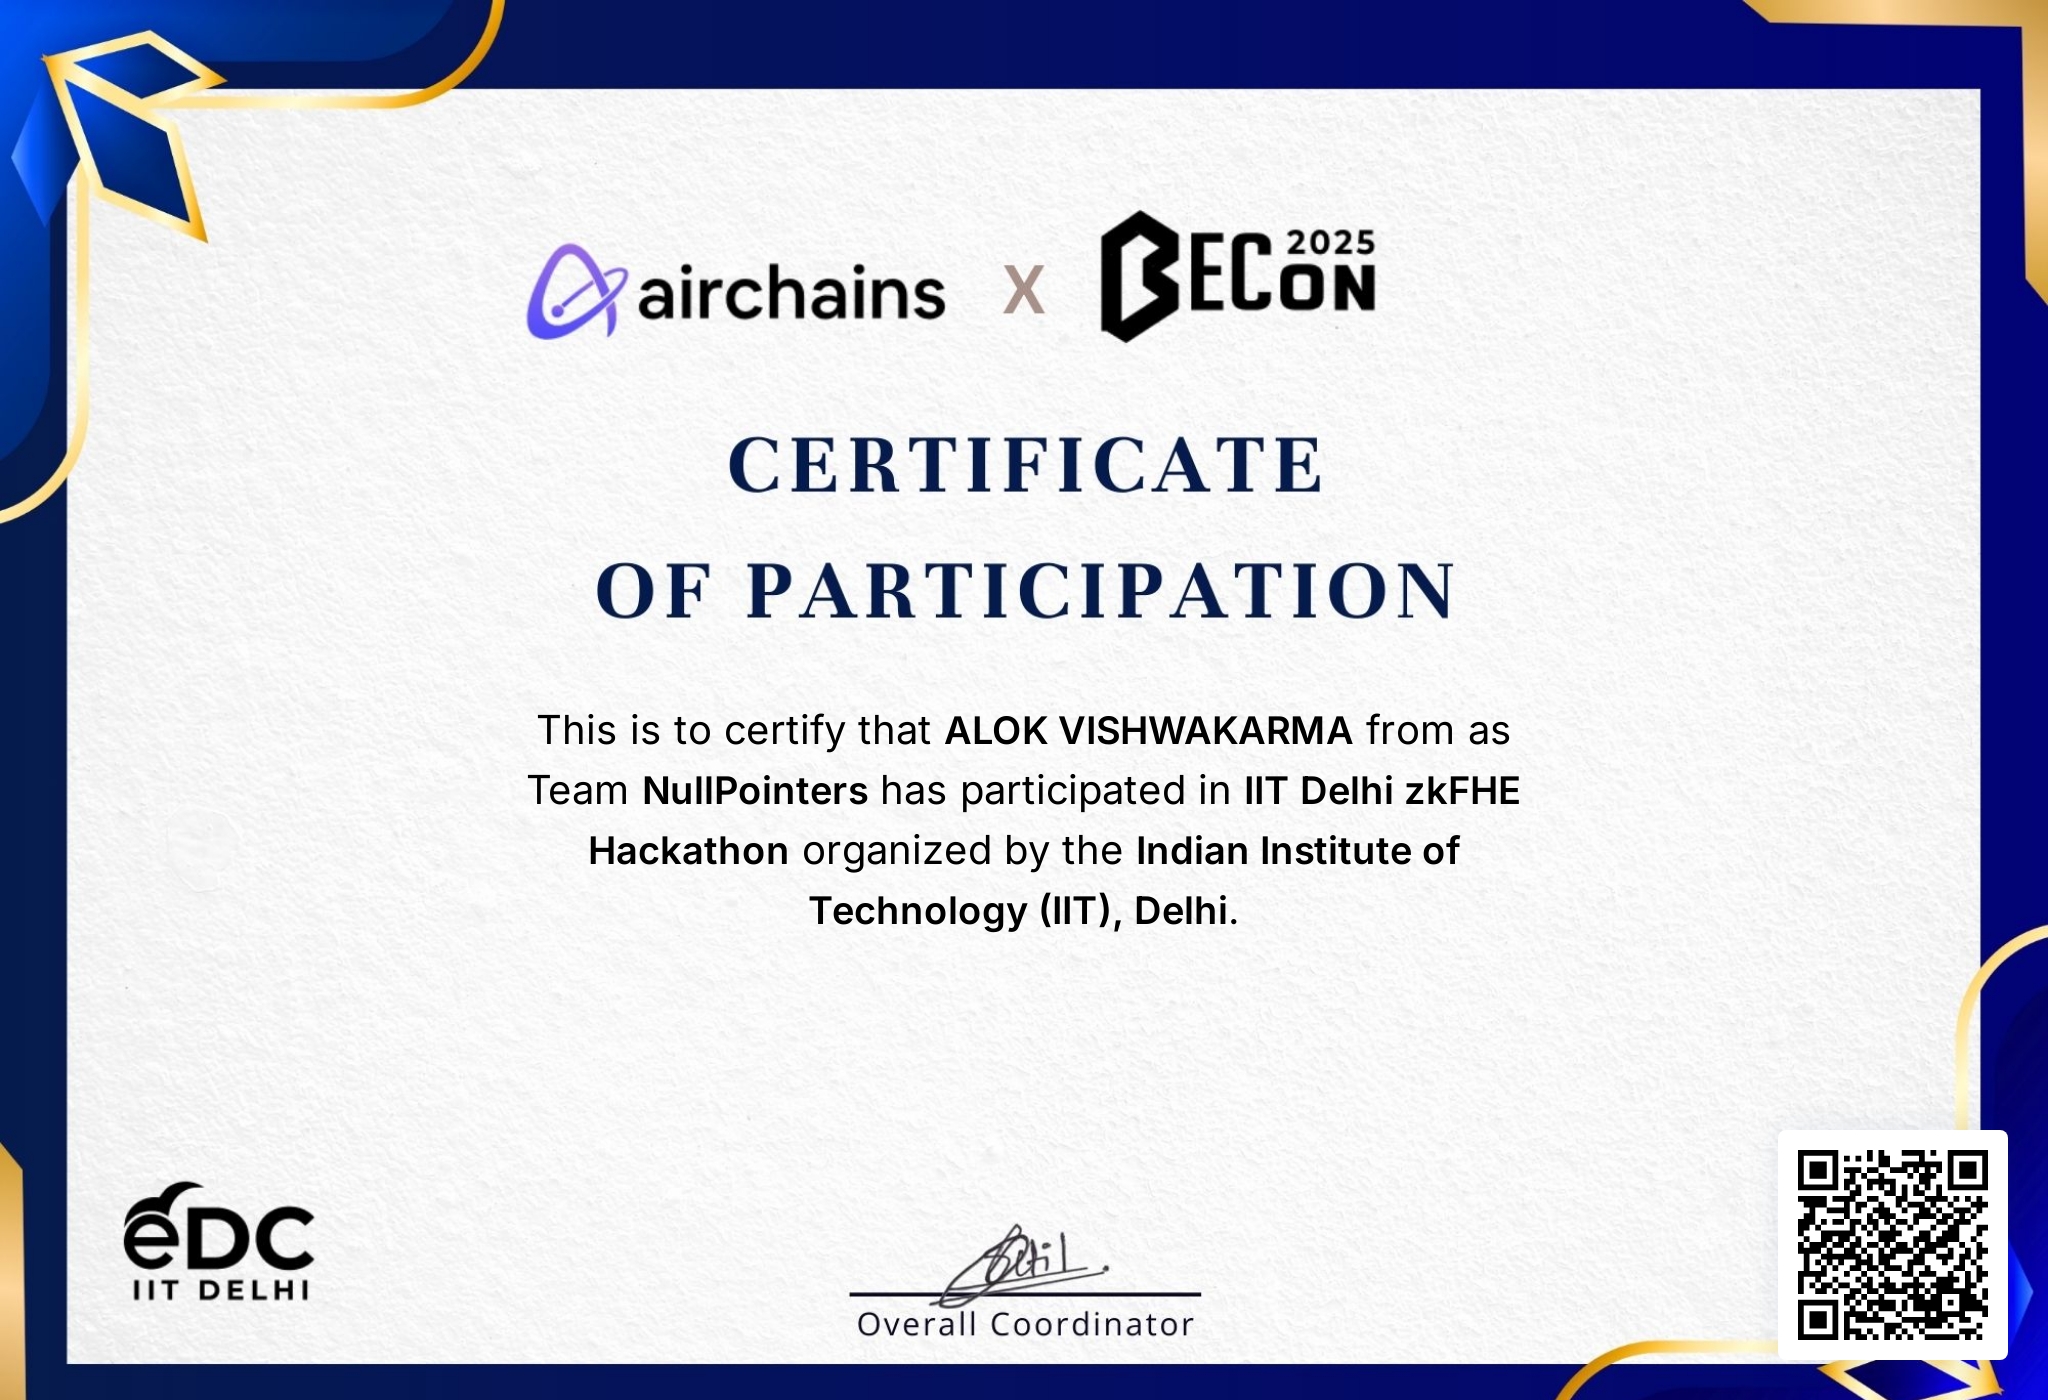 airchains X BECON 2025
CERTIFICATE
OF PARTICIPATION
This is to certify that ALOK VISHWAKARMA from as
Team NullPointers has participated in IIT Delhi zkFHE
Hackathon organized by the Indian Institute of
Technology (IIT), Delhi.
eDC
IIT DELHI
Overall Coordinator